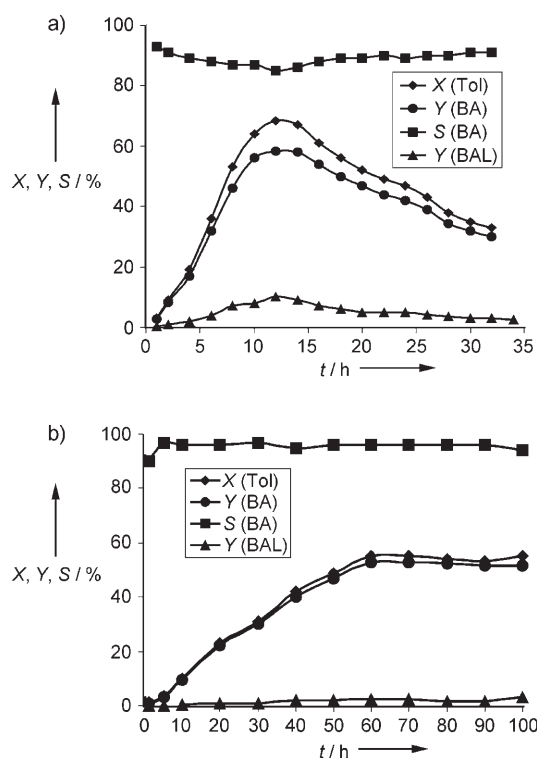 a)
100
80
60
40
20
0
X, Y, S / %
X (Tol)
Y (BA)
S (BA)
Y (BAL)
0 5 10 15 20 25 30 35
t / h
b)
100
80
60
40
20
0
X, Y, S / %
X (Tol)
Y (BA)
S (BA)
Y (BAL)
0 10 20 30 40 50 60 70 80 90 100
t / h